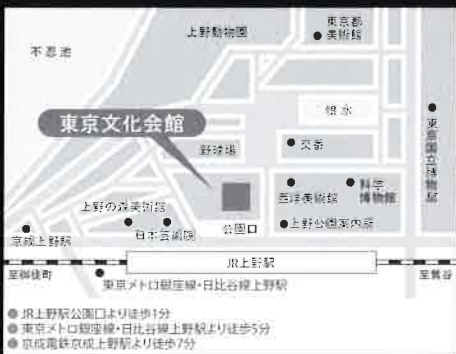 東京都
美術館
上野動物園
不忍池
噴水
東京文化会館
東京国立博物館
交番
野球場
科学
博物館
西洋美術館
上野の森美術館
日本芸術院
公園口
上野公園案内所
京成上野駅
JR上野駅
至御徒町
至鶯谷
東京メトロ銀座線・日比谷線上野駅
● JR上野駅公園口より徒歩1分
● 東京メトロ銀座線・日比谷線上野駅より徒歩5分
● 京成電鉄京成上野駅より徒歩7分